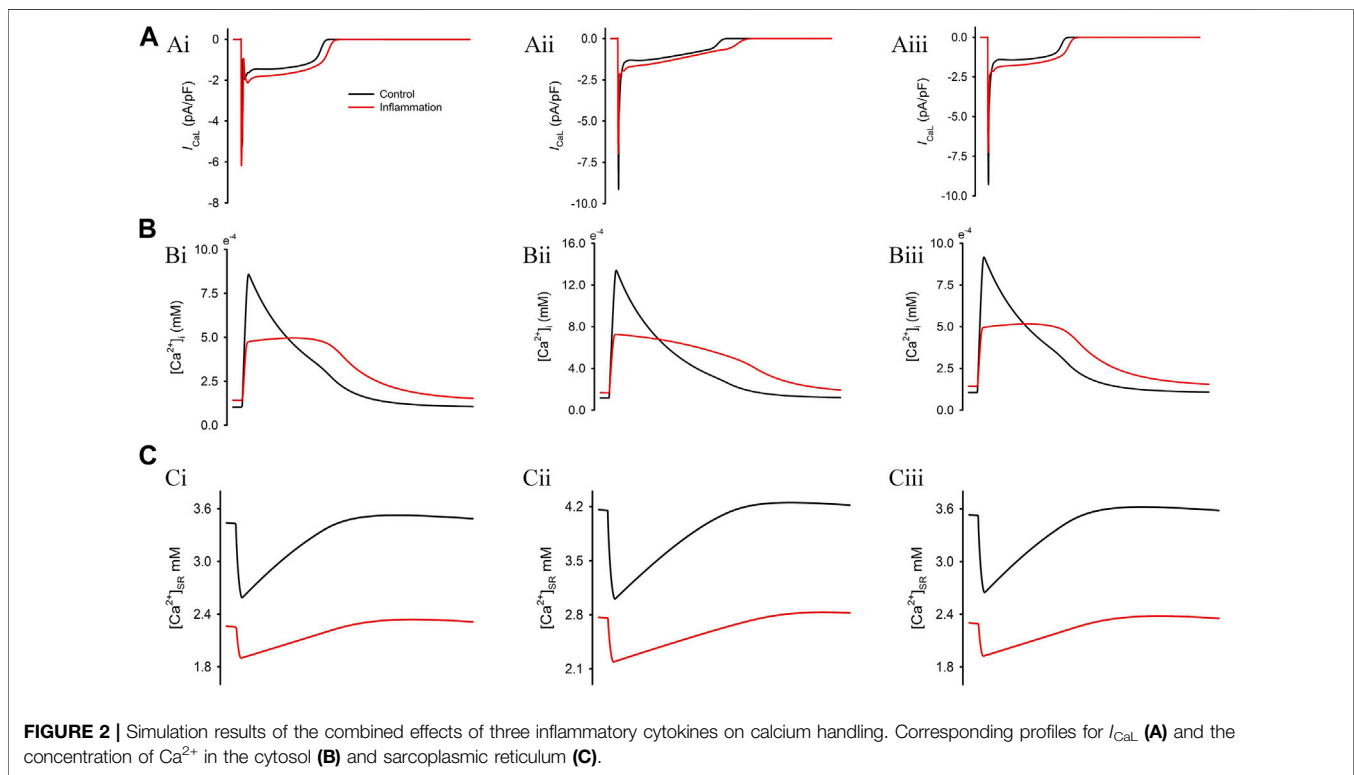 A
Ai
0
-2
-4
-6
-8
I_CaL (pA/pF)
Control
Inflammation
Aii
0.0
-2.5
-5.0
-7.5
-10.0
I_CaL (pA/pF)
Aiii
0.0
-2.5
-5.0
-7.5
-10.0
I_CaL (pA/pF)
B
Bi
e⁻⁴
10.0
7.5
5.0
2.5
0.0
[Ca²⁺]ᵢ (mM)
Bii
e⁻⁴
16.0
12.0
8.0
4.0
0.0
[Ca²⁺]ᵢ (mM)
Biii
e⁻⁴
10.0
7.5
5.0
2.5
0.0
[Ca²⁺]ᵢ (mM)
C
Ci
3.6
3.0
2.4
1.8
[Ca²⁺]_SR mM
Cii
4.2
3.5
2.8
2.1
[Ca²⁺]_SR mM
Ciii
3.6
3.0
2.4
1.8
[Ca²⁺]_SR mM
FIGURE 2 | Simulation results of the combined effects of three inflammatory cytokines on calcium handling. Corresponding profiles for I_CaL (A) and the
concentration of Ca²⁺ in the cytosol (B) and sarcoplasmic reticulum (C).